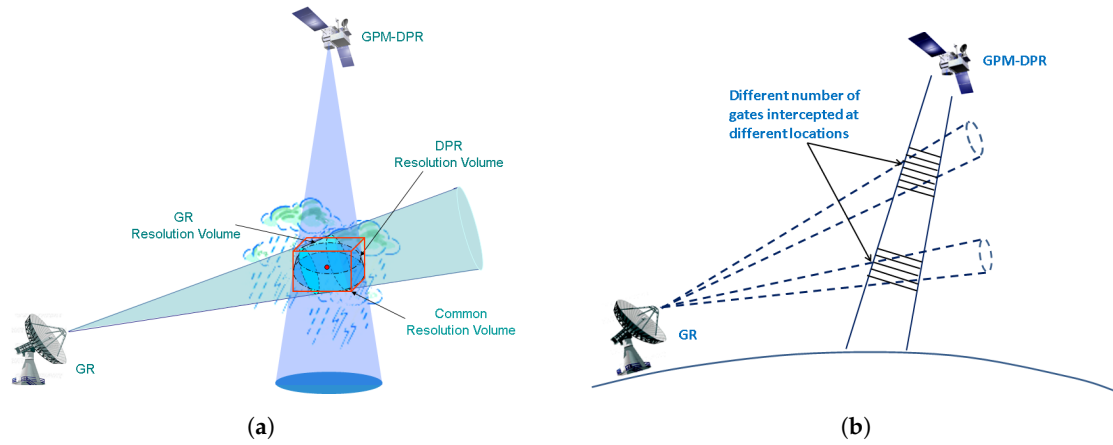 GPM-DPR
DPR
Resolution Volume
GR
Resolution Volume
Common
Resolution Volume
GR
(a)
GPM-DPR
Different number of
gates intercepted at
different locations
GR
(b)